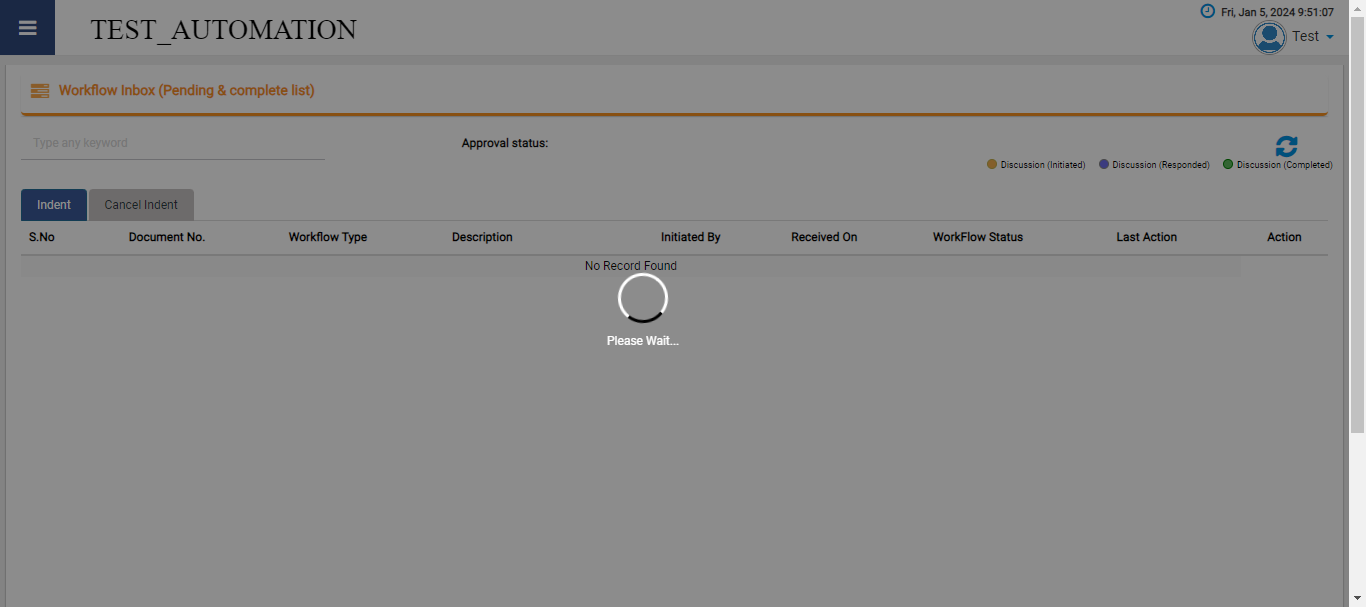 TEST_AUTOMATION
Fri, Jan 5, 2024 9:51:07
Test
Workflow Inbox (Pending & complete list)
Type any keyword
Approval status:
Discussion (Initiated) Discussion (Responded) Discussion (Completed)
Indent Cancel Indent
S.No Document No. Workflow Type Description Initiated By Received On WorkFlow Status Last Action Action
No Record Found
Please Wait...